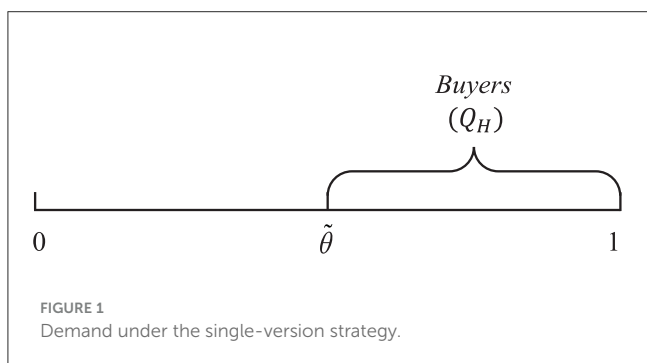 Buyers
(Q_H)
0 θ̃ 1
FIGURE 1
Demand under the single-version strategy.